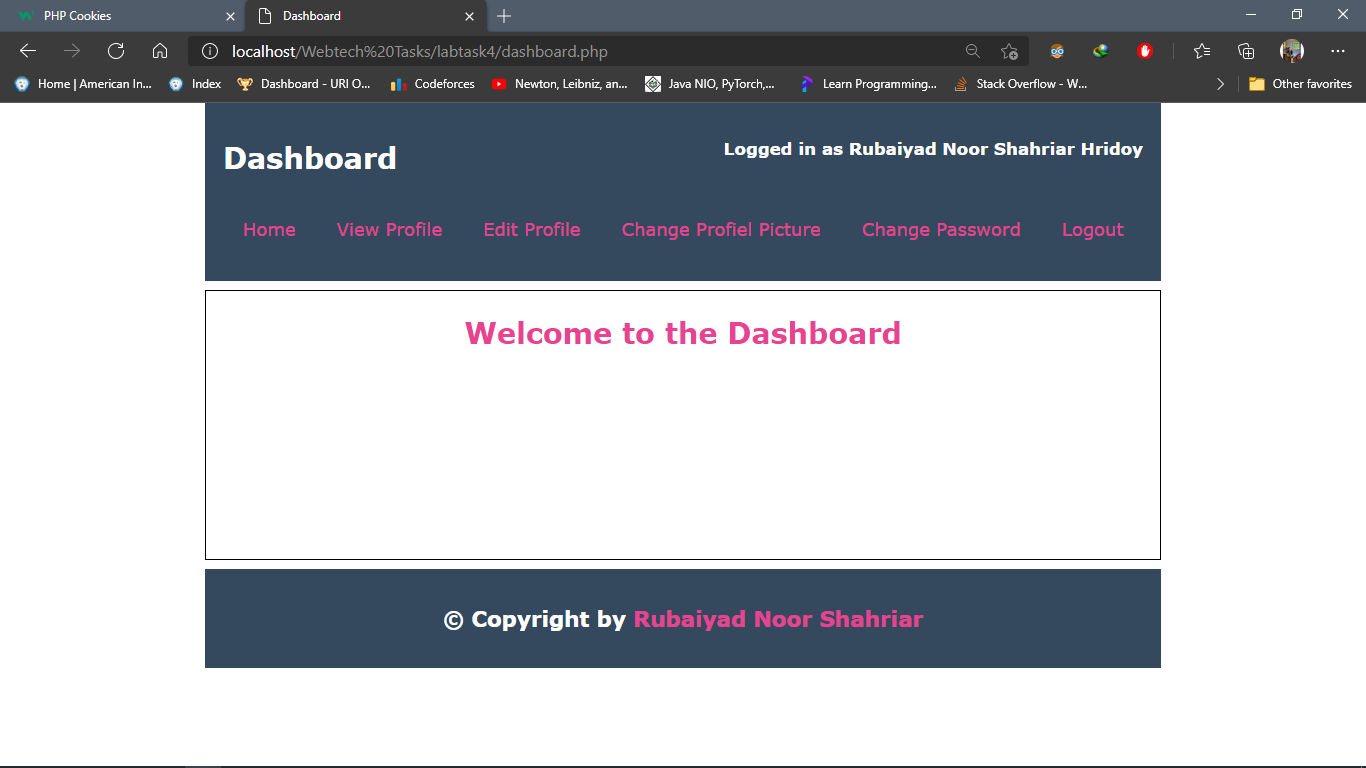 PHP Cookies
Dashboard
localhost/Webtech%20Tasks/labtask4/dashboard.php
Home | American In... Index Dashboard - URI O... Codeforces Newton, Leibniz, an... Java NIO, PyTorch,... Learn Programming... Stack Overflow - W... Other favorites
Dashboard
Logged in as Rubaiyad Noor Shahriar Hridoy
Home View Profile Edit Profile Change Profiel Picture Change Password Logout
Welcome to the Dashboard
© Copyright by Rubaiyad Noor Shahriar